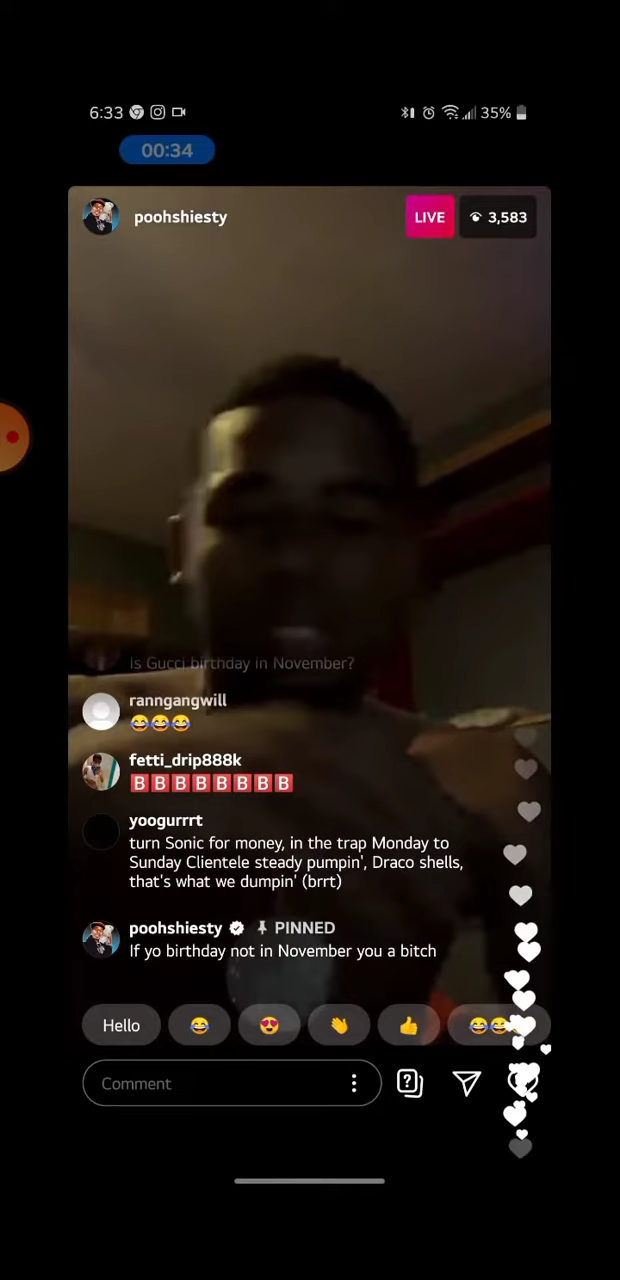 6:33 35%
00:34
poohshiesty LIVE 3,583
Is Gucci birthday in November?
ranngangwill
😂😂😂
fetti_drip888k
🅱🅱🅱🅱🅱🅱🅱🅱
yoogurrrt
turn Sonic for money, in the trap Monday to
Sunday Clientele steady pumpin', Draco shells,
that's what we dumpin' (brrt)
poohshiesty PINNED
If yo birthday not in November you a bitch
Hello 😂 😍 👏 👍 😂😂
Comment